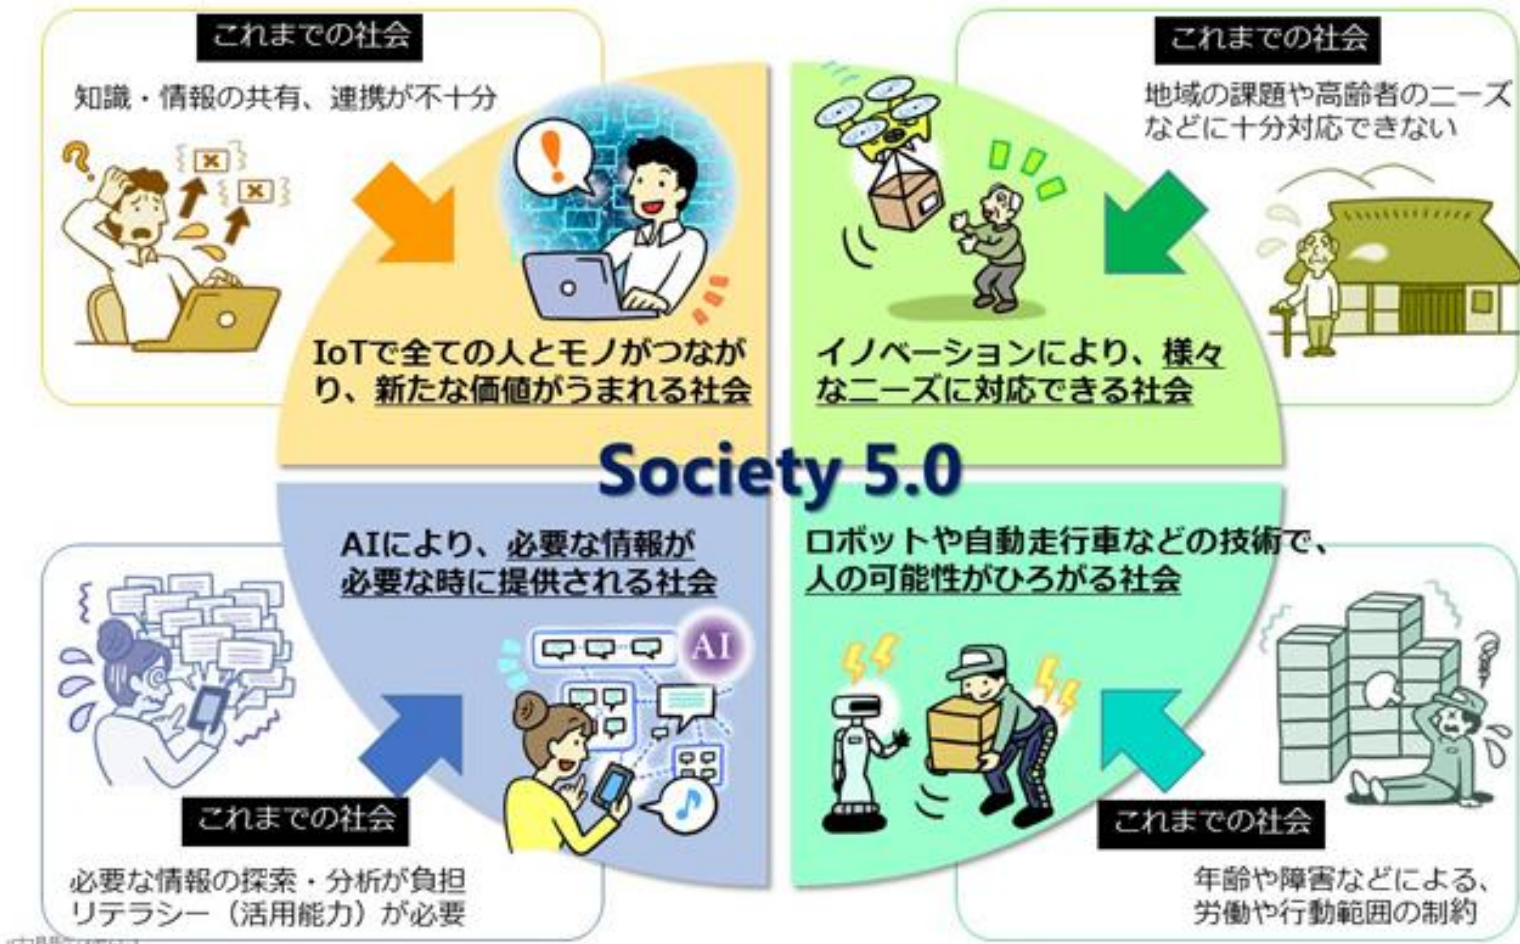 これまでの社会
知識・情報の共有、連携が不十分
?
!
IoTで全ての人とモノがつなが
り、新たな価値がうまれる社会
これまでの社会
地域の課題や高齢者のニーズ
などに十分対応できない
イノベーションにより、様々
なニーズに対応できる社会
Society 5.0
AIにより、必要な情報が
必要な時に提供される社会
AI
これまでの社会
必要な情報の探索・分析が負担
リテラシー（活用能力）が必要
ロボットや自動走行車などの技術で、
人の可能性がひろがる社会
これまでの社会
年齢や障害などによる、
労働や行動範囲の制約